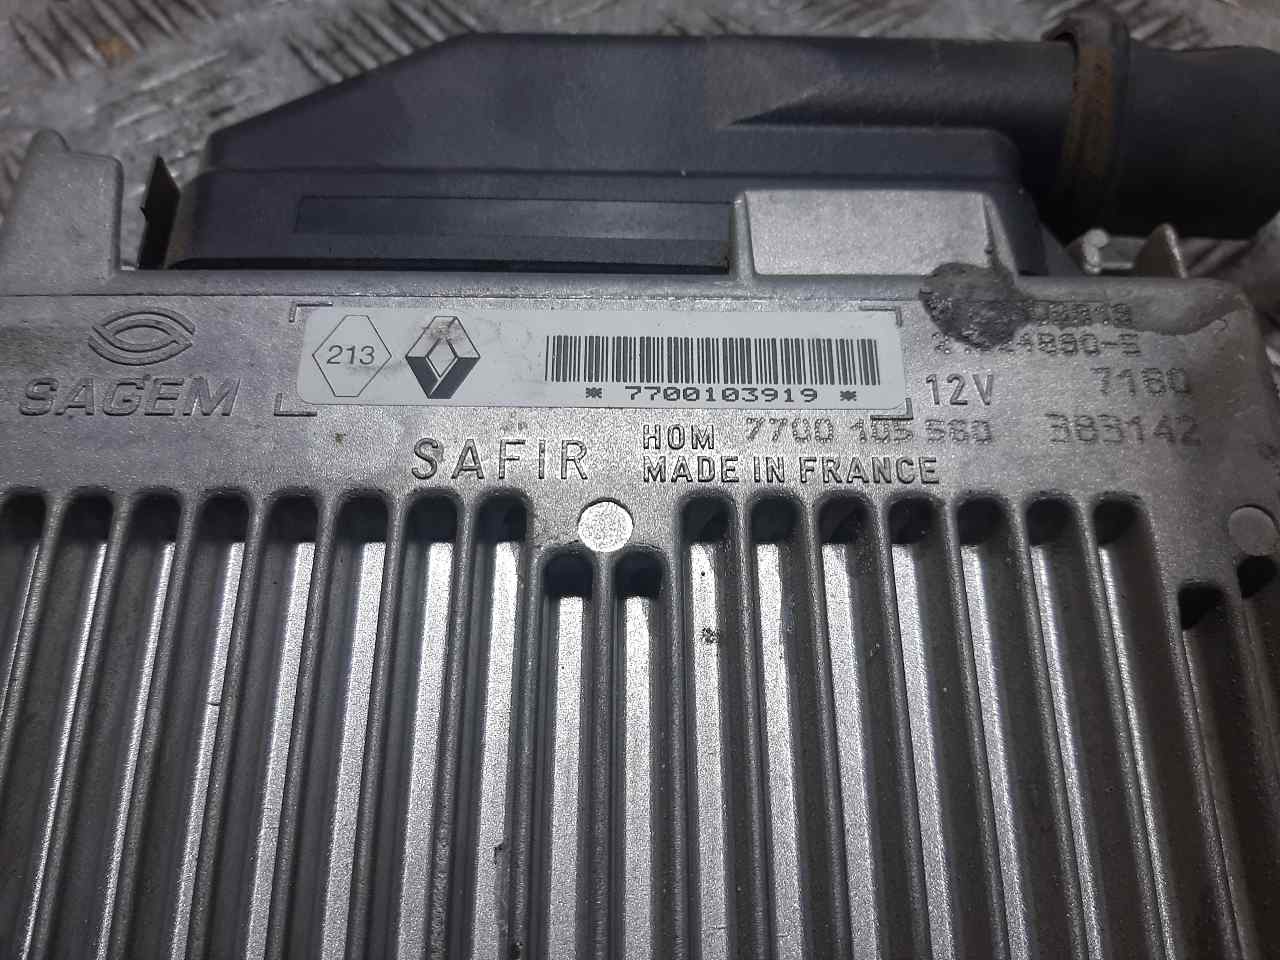 SAGEM
213
* 7700103919 *
12V 7160
HOM 7700 105 560 383142
SAFIR
MADE IN FRANCE